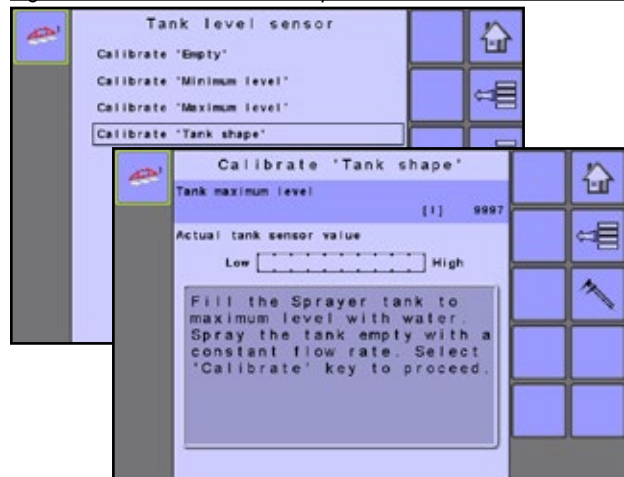 Tank level sensor
Calibrate 'Empty'
Calibrate 'Minimum level'
Calibrate 'Maximum level'
Calibrate 'Tank shape'
Calibrate 'Tank shape'
Tank maximum level
[l] 9997
Actual tank sensor value
Low High
Fill the Sprayer tank to
maximum level with water.
Spray the tank empty with a
constant flow rate. Select
'Calibrate' key to proceed.